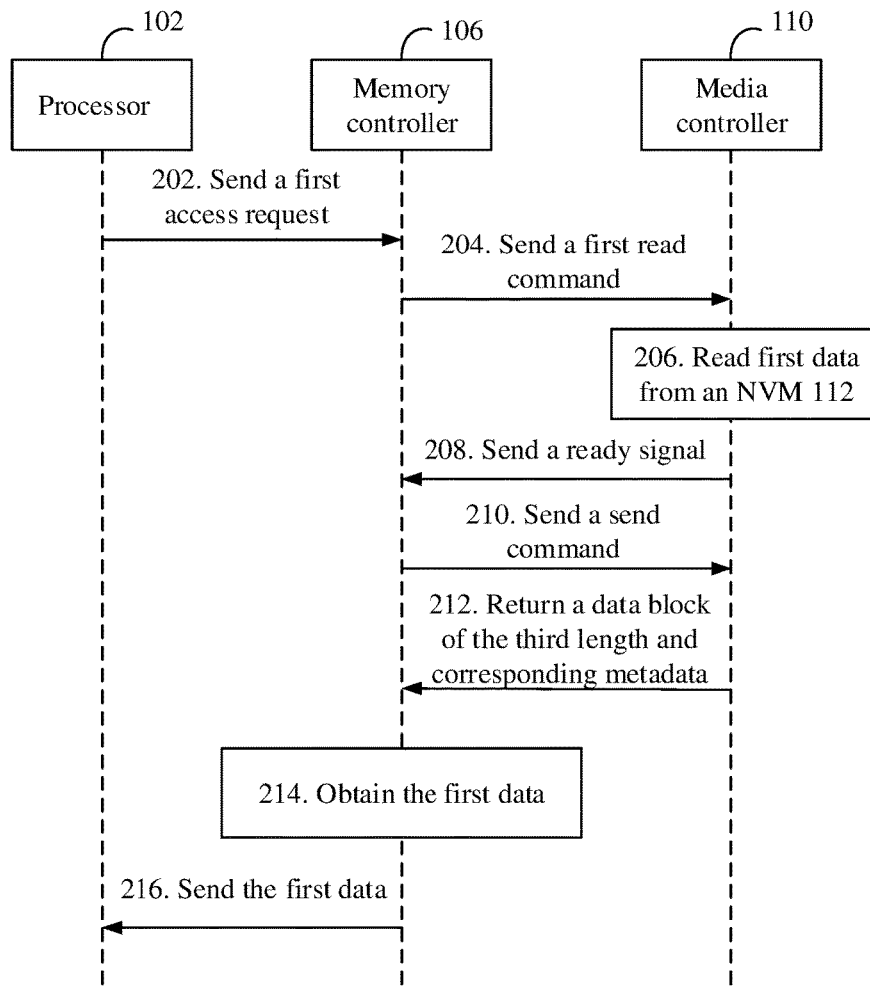 102
106
110
Processor
Memory
controller
Media
controller
202. Send a first
access request
204. Send a first read
command
206. Read first data
from an NVM 112
208. Send a ready signal
210. Send a send
command
212. Return a data block
of the third length and
corresponding metadata
214. Obtain the first data
216. Send the first data